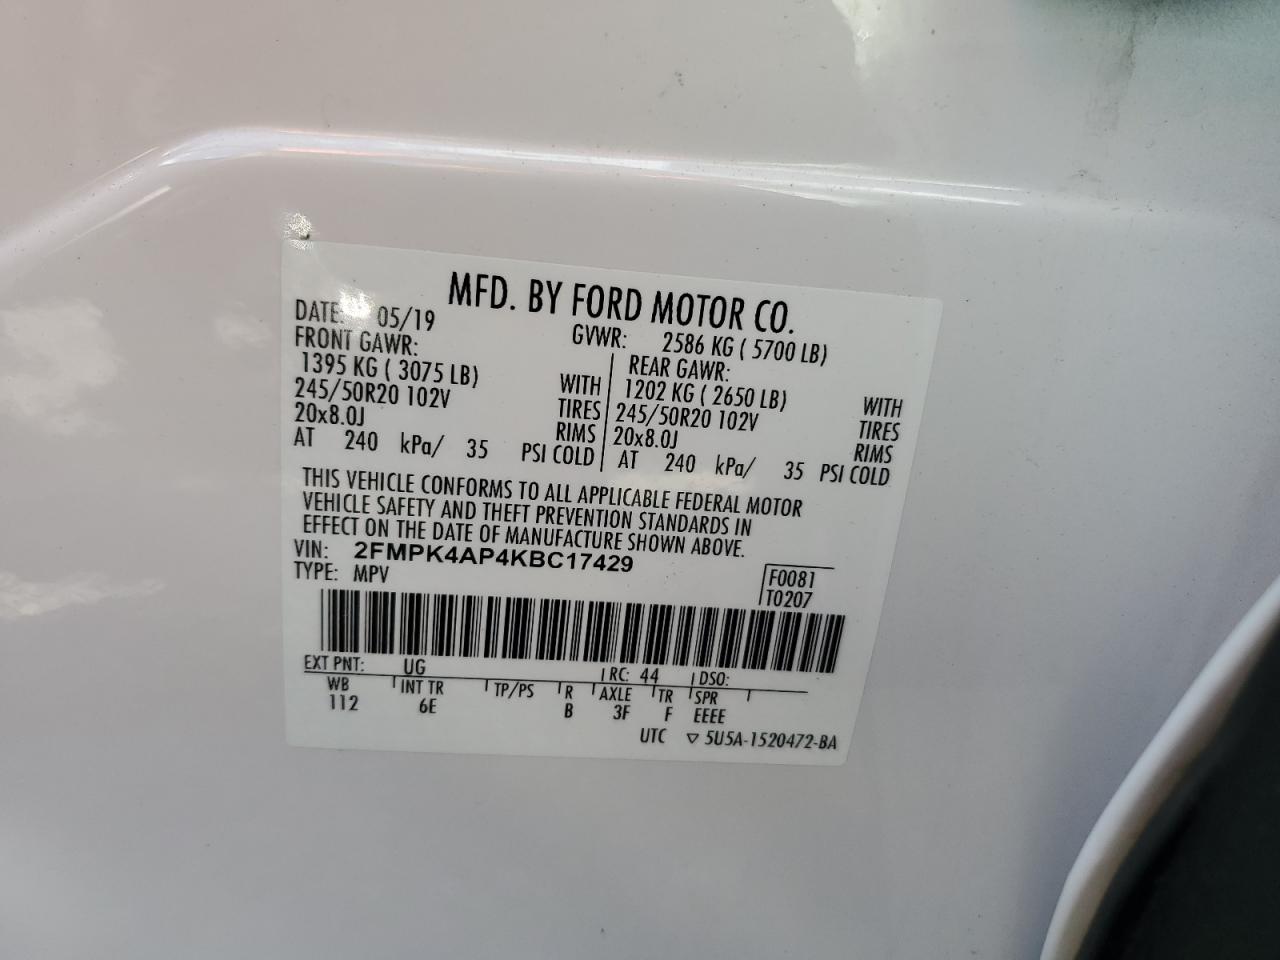 MFD. BY FORD MOTOR CO.
DATE: 05/19 GVWR: 2586 KG ( 5700 LB)
FRONT GAWR: REAR GAWR:
1395 KG ( 3075 LB) WITH 1202 KG ( 2650 LB) WITH
245/50R20 102V TIRES 245/50R20 102V TIRES
20x8.0J RIMS 20x8.0J RIMS
AT 240 kPa/ 35 PSI COLD AT 240 kPa/ 35 PSI COLD
THIS VEHICLE CONFORMS TO ALL APPLICABLE FEDERAL MOTOR
VEHICLE SAFETY AND THEFT PREVENTION STANDARDS IN
EFFECT ON THE DATE OF MANUFACTURE SHOWN ABOVE.
VIN: 2FMPK4AP4KBC17429
TYPE: MPV
F0081
T0207
EXT PNT: UG RC: 44 DSO:
WB INT TR TP/PS R AXLE TR SPR
112 6E B 3F F EEEE
UTC ▽ 5U5A-1520472-BA